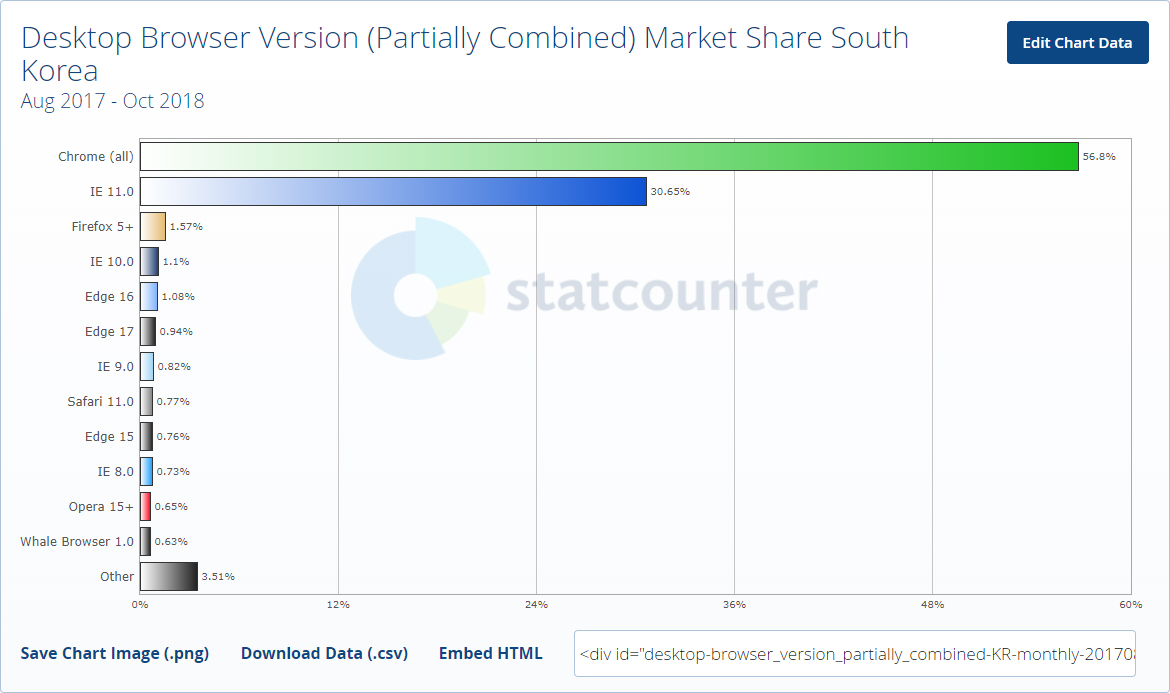 Desktop Browser Version (Partially Combined) Market Share South
Korea
Aug 2017 - Oct 2018
Edit Chart Data
Chrome (all) 56.8%
IE 11.0 30.65%
Firefox 5+ 1.57%
IE 10.0 1.1%
Edge 16 1.08%
Edge 17 0.94%
IE 9.0 0.82%
Safari 11.0 0.77%
Edge 15 0.76%
IE 8.0 0.73%
Opera 15+ 0.65%
Whale Browser 1.0 0.63%
Other 3.51%
statcounter
0% 12% 24% 36% 48% 60%
Save Chart Image (.png) Download Data (.csv) Embed HTML <div id="desktop-browser_version_partially_combined-KR-monthly-20170